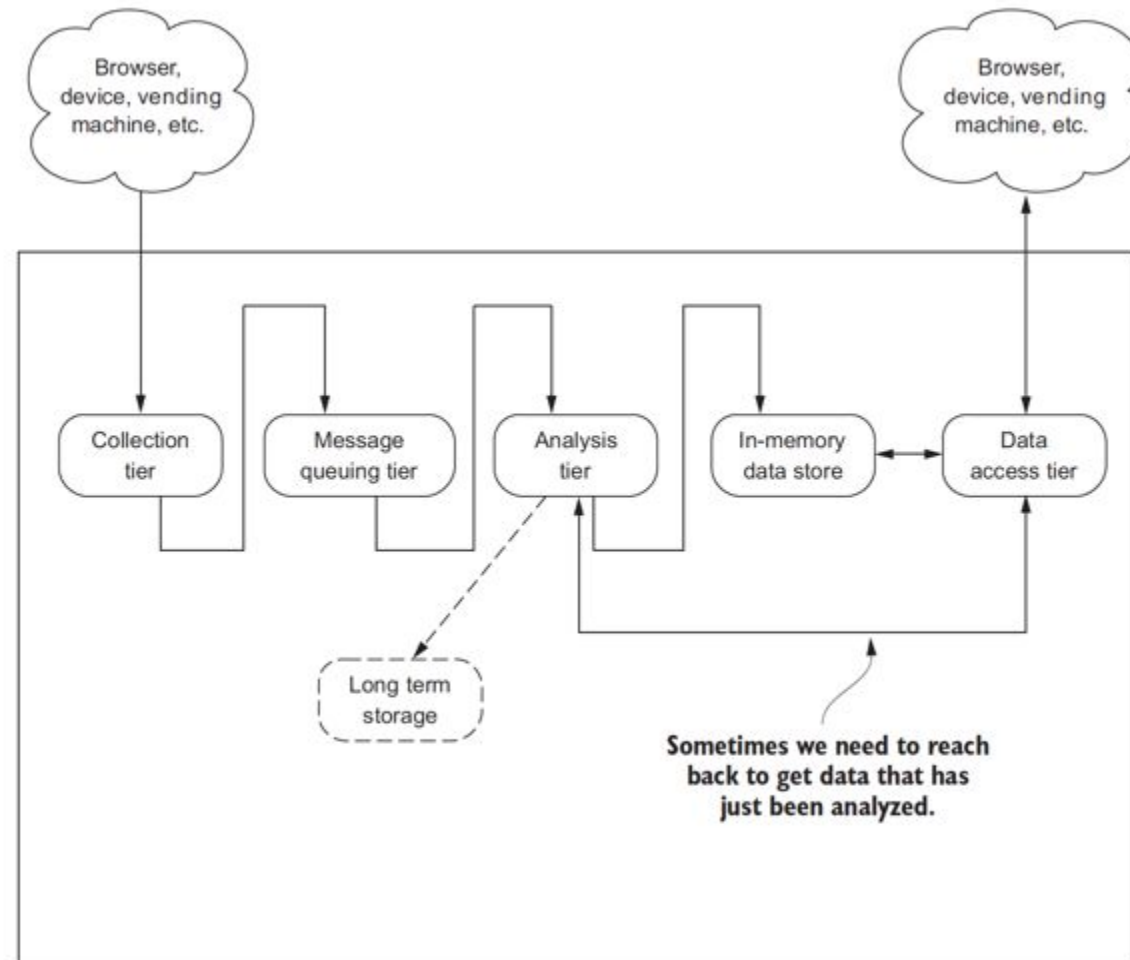 Browser,
device, vending
machine, etc.
Browser,
device, vending
machine, etc.
Collection
tier
Message
queuing tier
Analysis
tier
In-memory
data store
Data
access tier
Long term
storage
Sometimes we need to reach
back to get data that has
just been analyzed.